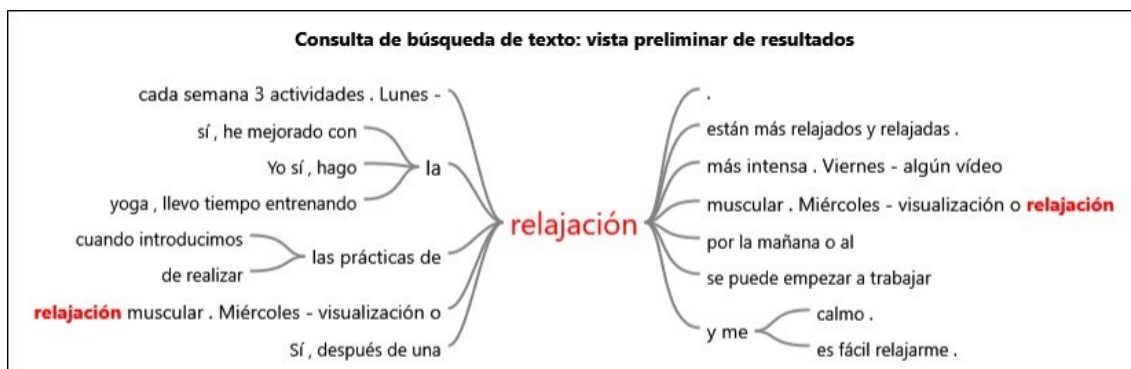 Consulta de búsqueda de texto: vista preliminar de resultados
cada semana 3 actividades . Lunes -
sí , he mejorado con
Yo sí , hago
yoga , llevo tiempo entrenando
la
cuando introducimos
de realizar
las prácticas de
relajación muscular . Miércoles - visualización o
Sí , después de una
relajación
.
están más relajados y relajadas .
más intensa . Viernes - algún vídeo
muscular . Miércoles - visualización o relajación
por la mañana o al
se puede empezar a trabajar
y me
calmo .
es fácil relajarme .